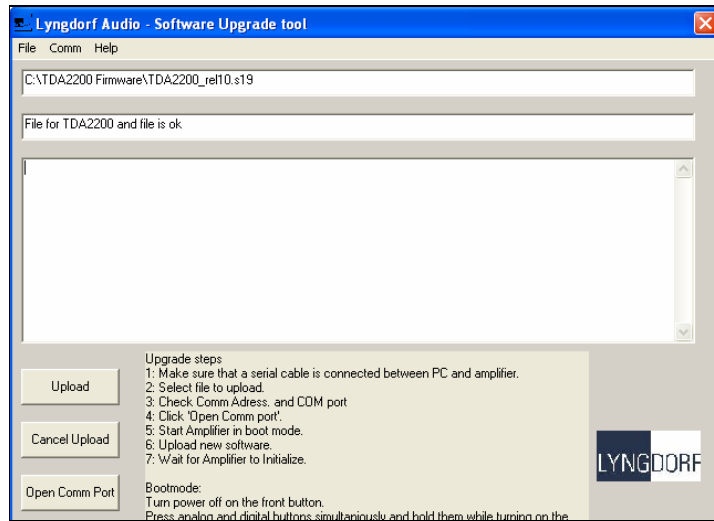 Lyngdorf Audio - Software Upgrade tool
File Comm Help
C:\TDA2200 Firmware\TDA2200_rel10.s19
File for TDA2200 and file is ok
Upgrade steps
1: Make sure that a serial cable is connected between PC and amplifier.
2: Select file to upload.
3: Check Comm Adress. and COM port
4: Click 'Open Comm port'.
5: Start Amplifier in boot mode.
6: Upload new software.
7: Wait for Amplifier to Initialize.
Upload
Cancel Upload
Open Comm Port
Bootmode:
Turn power off on the front button.
Press analog and digital buttons simultaniously and hold them while turning on the
LYNGDORF